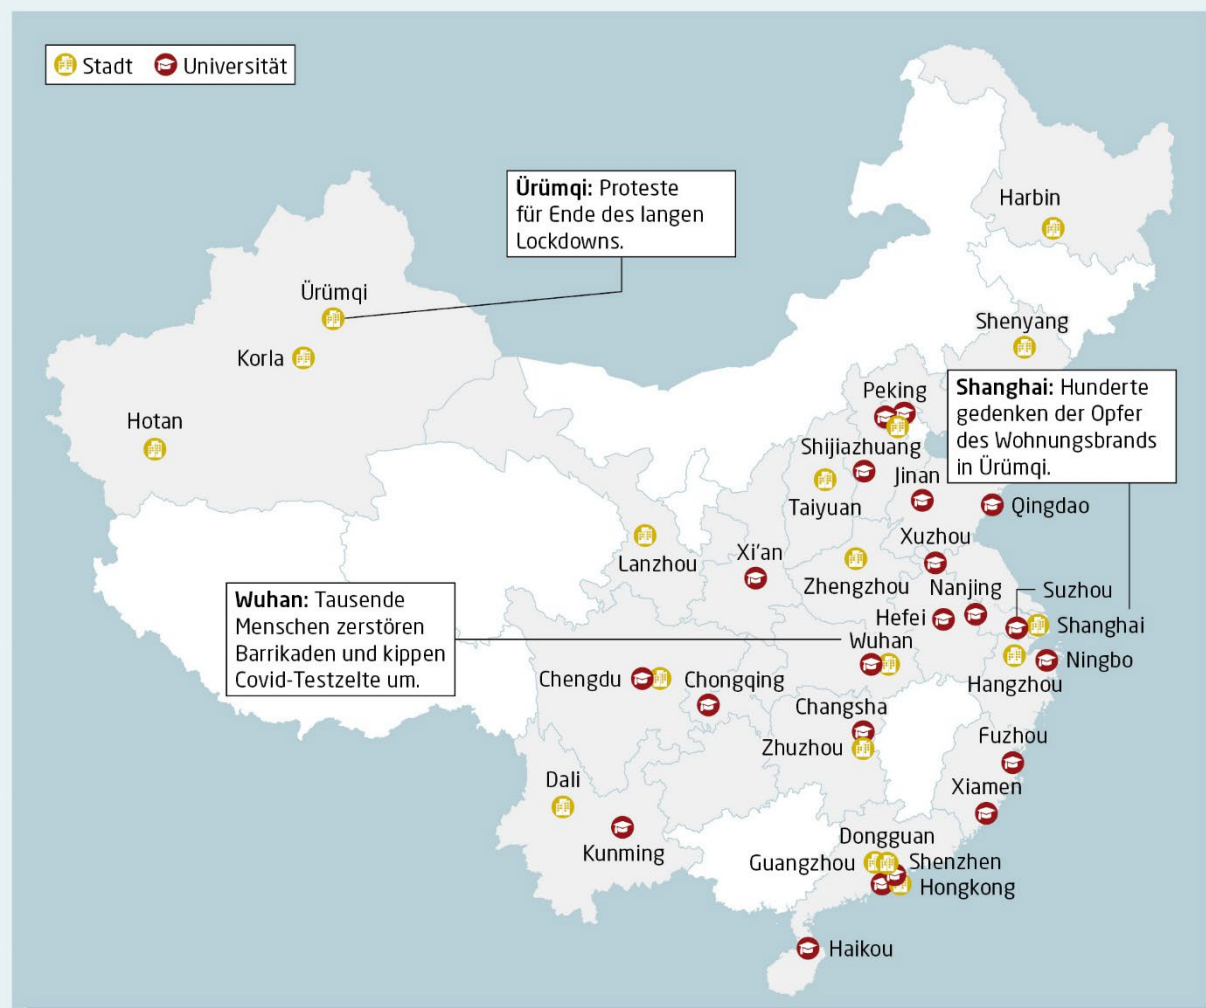 Stadt
Universität
Ürümqi: Proteste
für Ende des langen
Lockdowns.
Harbin
Ürümqi
Korla
Hotan
Shenyang
Shanghai: Hunderte
gedenken der Opfer
des Wohnungsbrands
in Ürümqi.
Peking
Shijiazhuang
Jinan
Taiyuan
Qingdao
Xuzhou
Lanzhou
Xi'an
Zhengzhou
Nanjing
Suzhou
Wuhan: Tausende
Menschen zerstören
Barrikaden und kippen
Covid-Testzelte um.
Hefei
Shanghai
Wuhan
Ningbo
Hangzhou
Chengdu
Chongqing
Changsha
Zhuzhou
Fuzhou
Dali
Xiamen
Kunming
Dongguan
Guangzhou
Shenzhen
Hongkong
Haikou